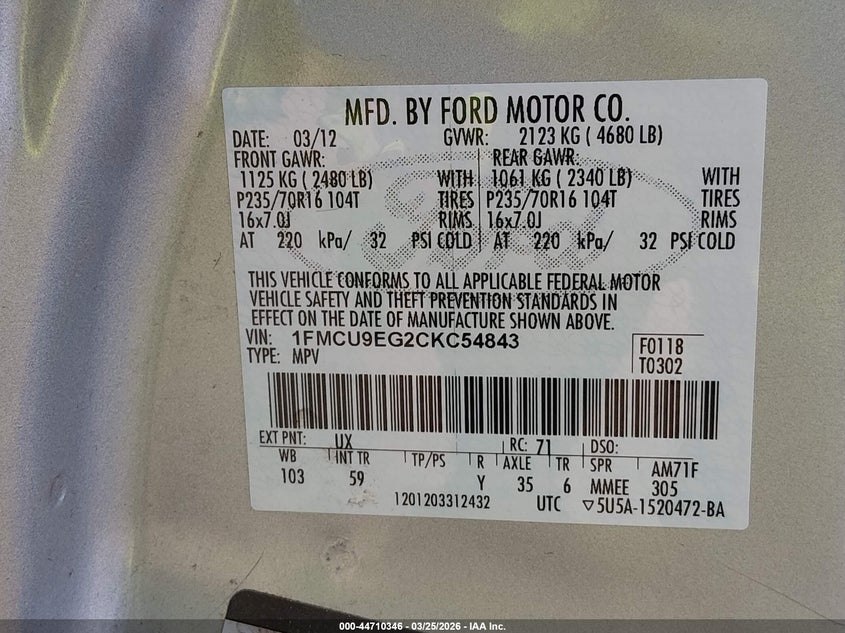 MFD. BY FORD MOTOR CO.
DATE: 03/12 GVWR: 2123 KG ( 4680 LB)
FRONT GAWR: REAR GAWR:
1125 KG ( 2480 LB) WITH 1061 KG ( 2340 LB) WITH
P235/70R16 104T TIRES P235/70R16 104T TIRES
16x7.0J RIMS 16x7.0J RIMS
AT 220 kPa/ 32 PSI COLD AT 220 kPa/ 32 PSI COLD
Ford
THIS VEHICLE CONFORMS TO ALL APPLICABLE FEDERAL MOTOR
VEHICLE SAFETY AND THEFT PREVENTION STANDARDS IN
EFFECT ON THE DATE OF MANUFACTURE SHOWN ABOVE.
VIN: 1FMCU9EG2CKC54843 F0118
TYPE: MPV T0302
EXT PNT: UX RC: 71 DSO:
WB INT TR TP/PS R AXLE TR SPR AM71F
103 59 Y 35 6 MMEE 305
1201203312432 UTC ▽5U5A-1520472-BA
000-44710346 - 03/25/2026 - IAA Inc.